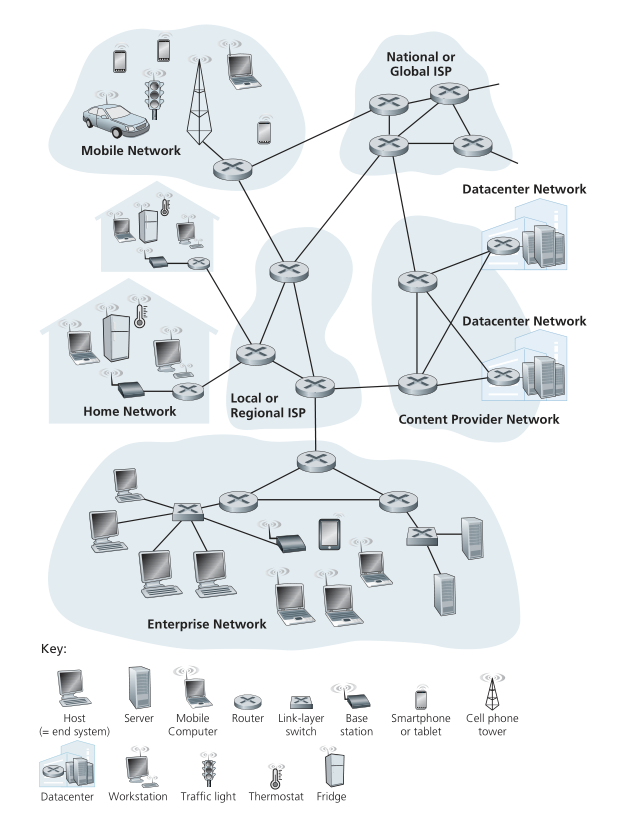 National or
Global ISP
Mobile Network
Datacenter Network
Datacenter Network
Home Network
Local or
Regional ISP
Content Provider Network
Enterprise Network
Key:
Host
(= end system)
Server
Mobile
Computer
Router
Link-layer
switch
Base
station
Smartphone
or tablet
Cell phone
tower
Datacenter
Workstation
Traffic light
Thermostat
Fridge